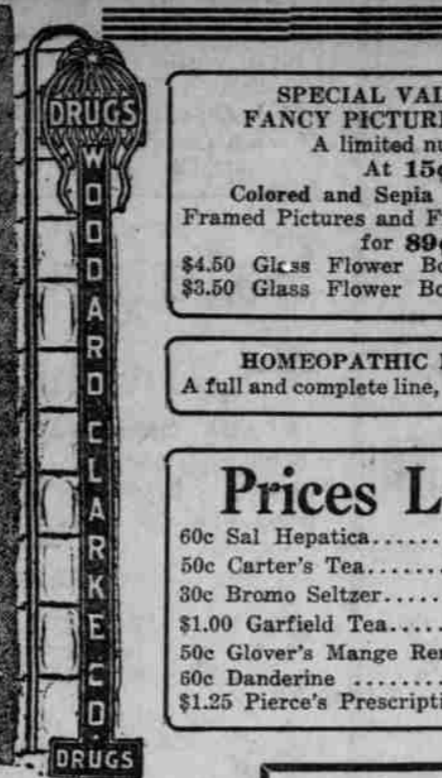 DRUGS
WOODARD CLARKE CO.
DRUGS
SPECIAL VAL
FANCY PICTURE
A limited nu
At 15¢
Colored and Sepia
Framed Pictures and F
for 89¢
$4.50 Glass Flower Bo
$3.50 Glass Flower Bo
HOMEOPATHIC
A full and complete line,
Prices L
60c Sal Hepatica......
50c Carter's Tea......
30c Bromo Seltzer.....
$1.00 Garfield Tea....
50c Glover's Mange Rem
60c Danderine ........
$1.25 Pierce's Prescripti